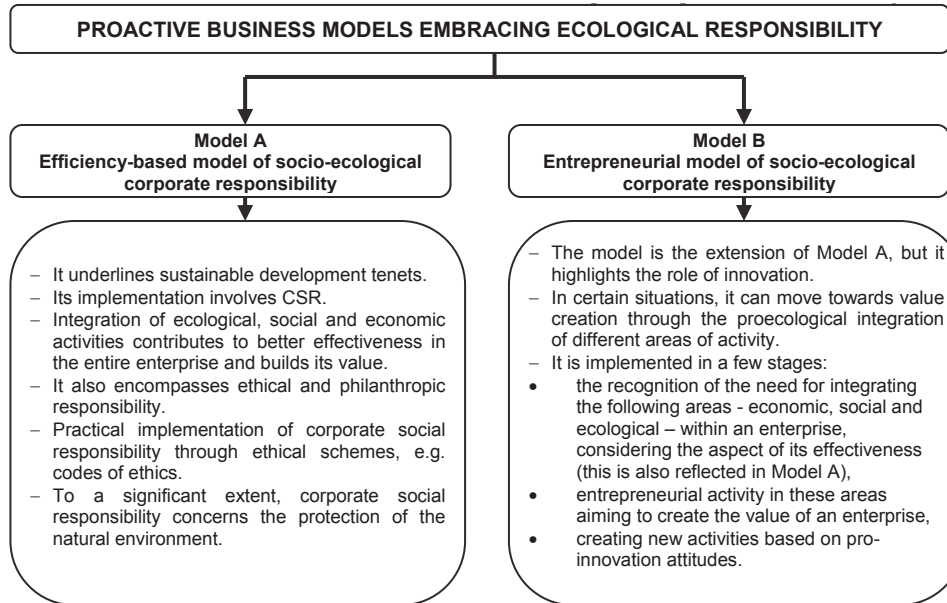 PROACTIVE BUSINESS MODELS EMBRACING ECOLOGICAL RESPONSIBILITY
Model A
Efficiency-based model of socio-ecological
corporate responsibility
– It underlines sustainable development tenets.
– Its implementation involves CSR.
– Integration of ecological, social and economic
activities contributes to better effectiveness in
the entire enterprise and builds its value.
– It also encompasses ethical and philanthropic
responsibility.
– Practical implementation of corporate social
responsibility through ethical schemes, e.g.
codes of ethics.
– To a significant extent, corporate social
responsibility concerns the protection of the
natural environment.
Model B
Entrepreneurial model of socio-ecological
corporate responsibility
– The model is the extension of Model A, but it
highlights the role of innovation.
– In certain situations, it can move towards value
creation through the proecological integration
of different areas of activity.
– It is implemented in a few stages:
• the recognition of the need for integrating
the following areas - economic, social and
ecological – within an enterprise,
considering the aspect of its effectiveness
(this is also reflected in Model A),
• entrepreneurial activity in these areas
aiming to create the value of an enterprise,
• creating new activities based on pro-
innovation attitudes.